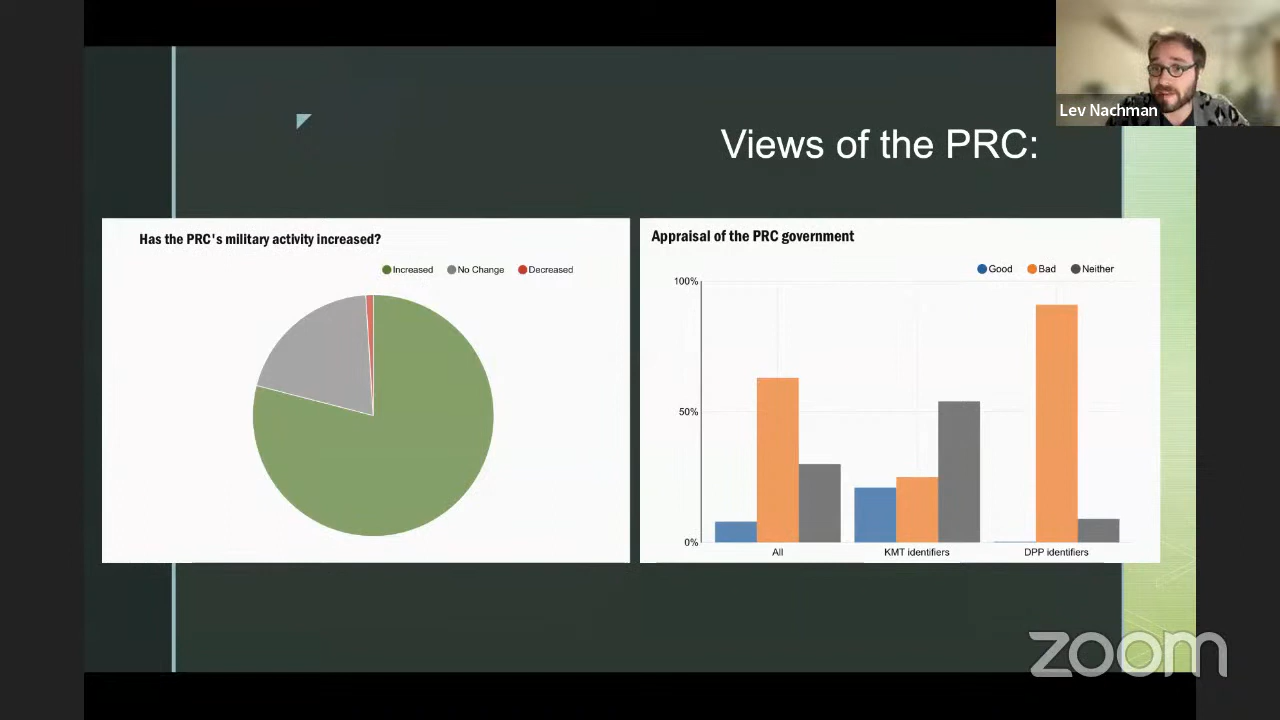 Lev Nachman
Views of the PRC:
Has the PRC's military activity increased?
Increased No Change Decreased
Appraisal of the PRC government
Good Bad Neither
100%
50%
0%
All KMT identifiers DPP identifiers
zoom